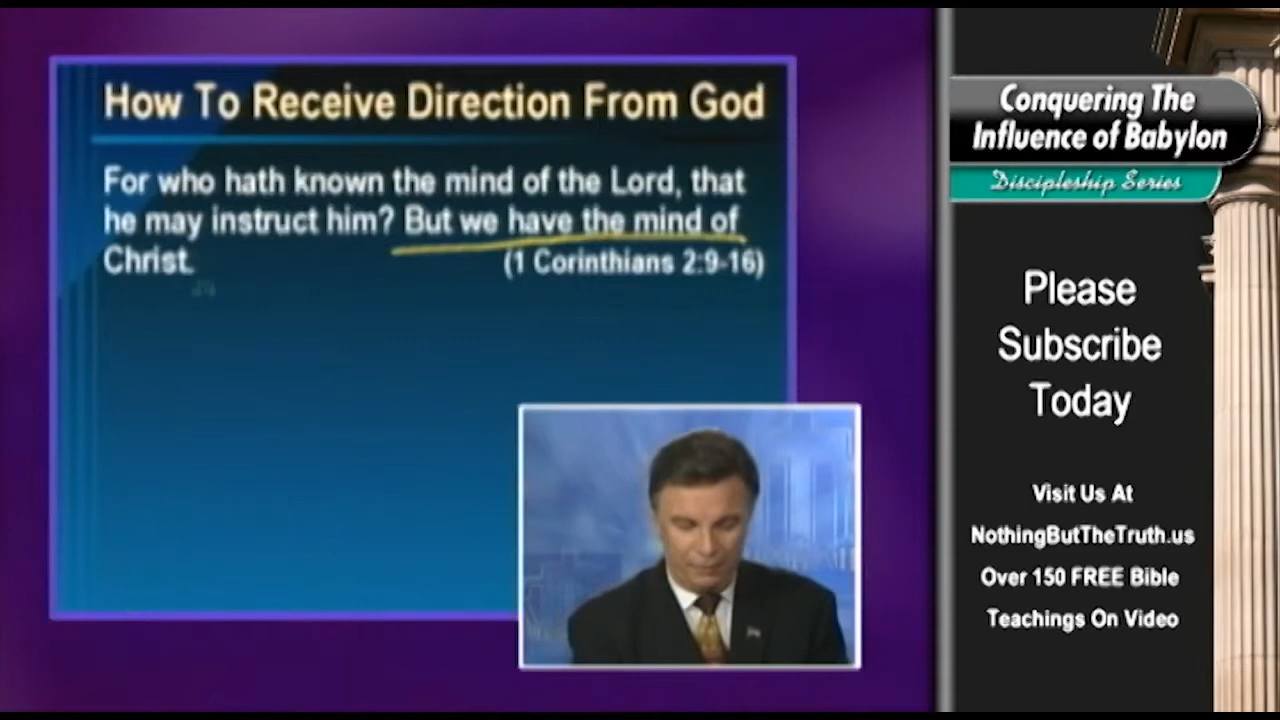 How To Receive Direction From God
For who hath known the mind of the Lord, that
he may instruct him? But we have the mind of
Christ.
(1 Corinthians 2:9-16)
Conquering The
Influence of Babylon
Discipleship Series
Please
Subscribe
Today
Visit Us At
NothingButTheTruth.us
Over 150 FREE Bible
Teachings On Video